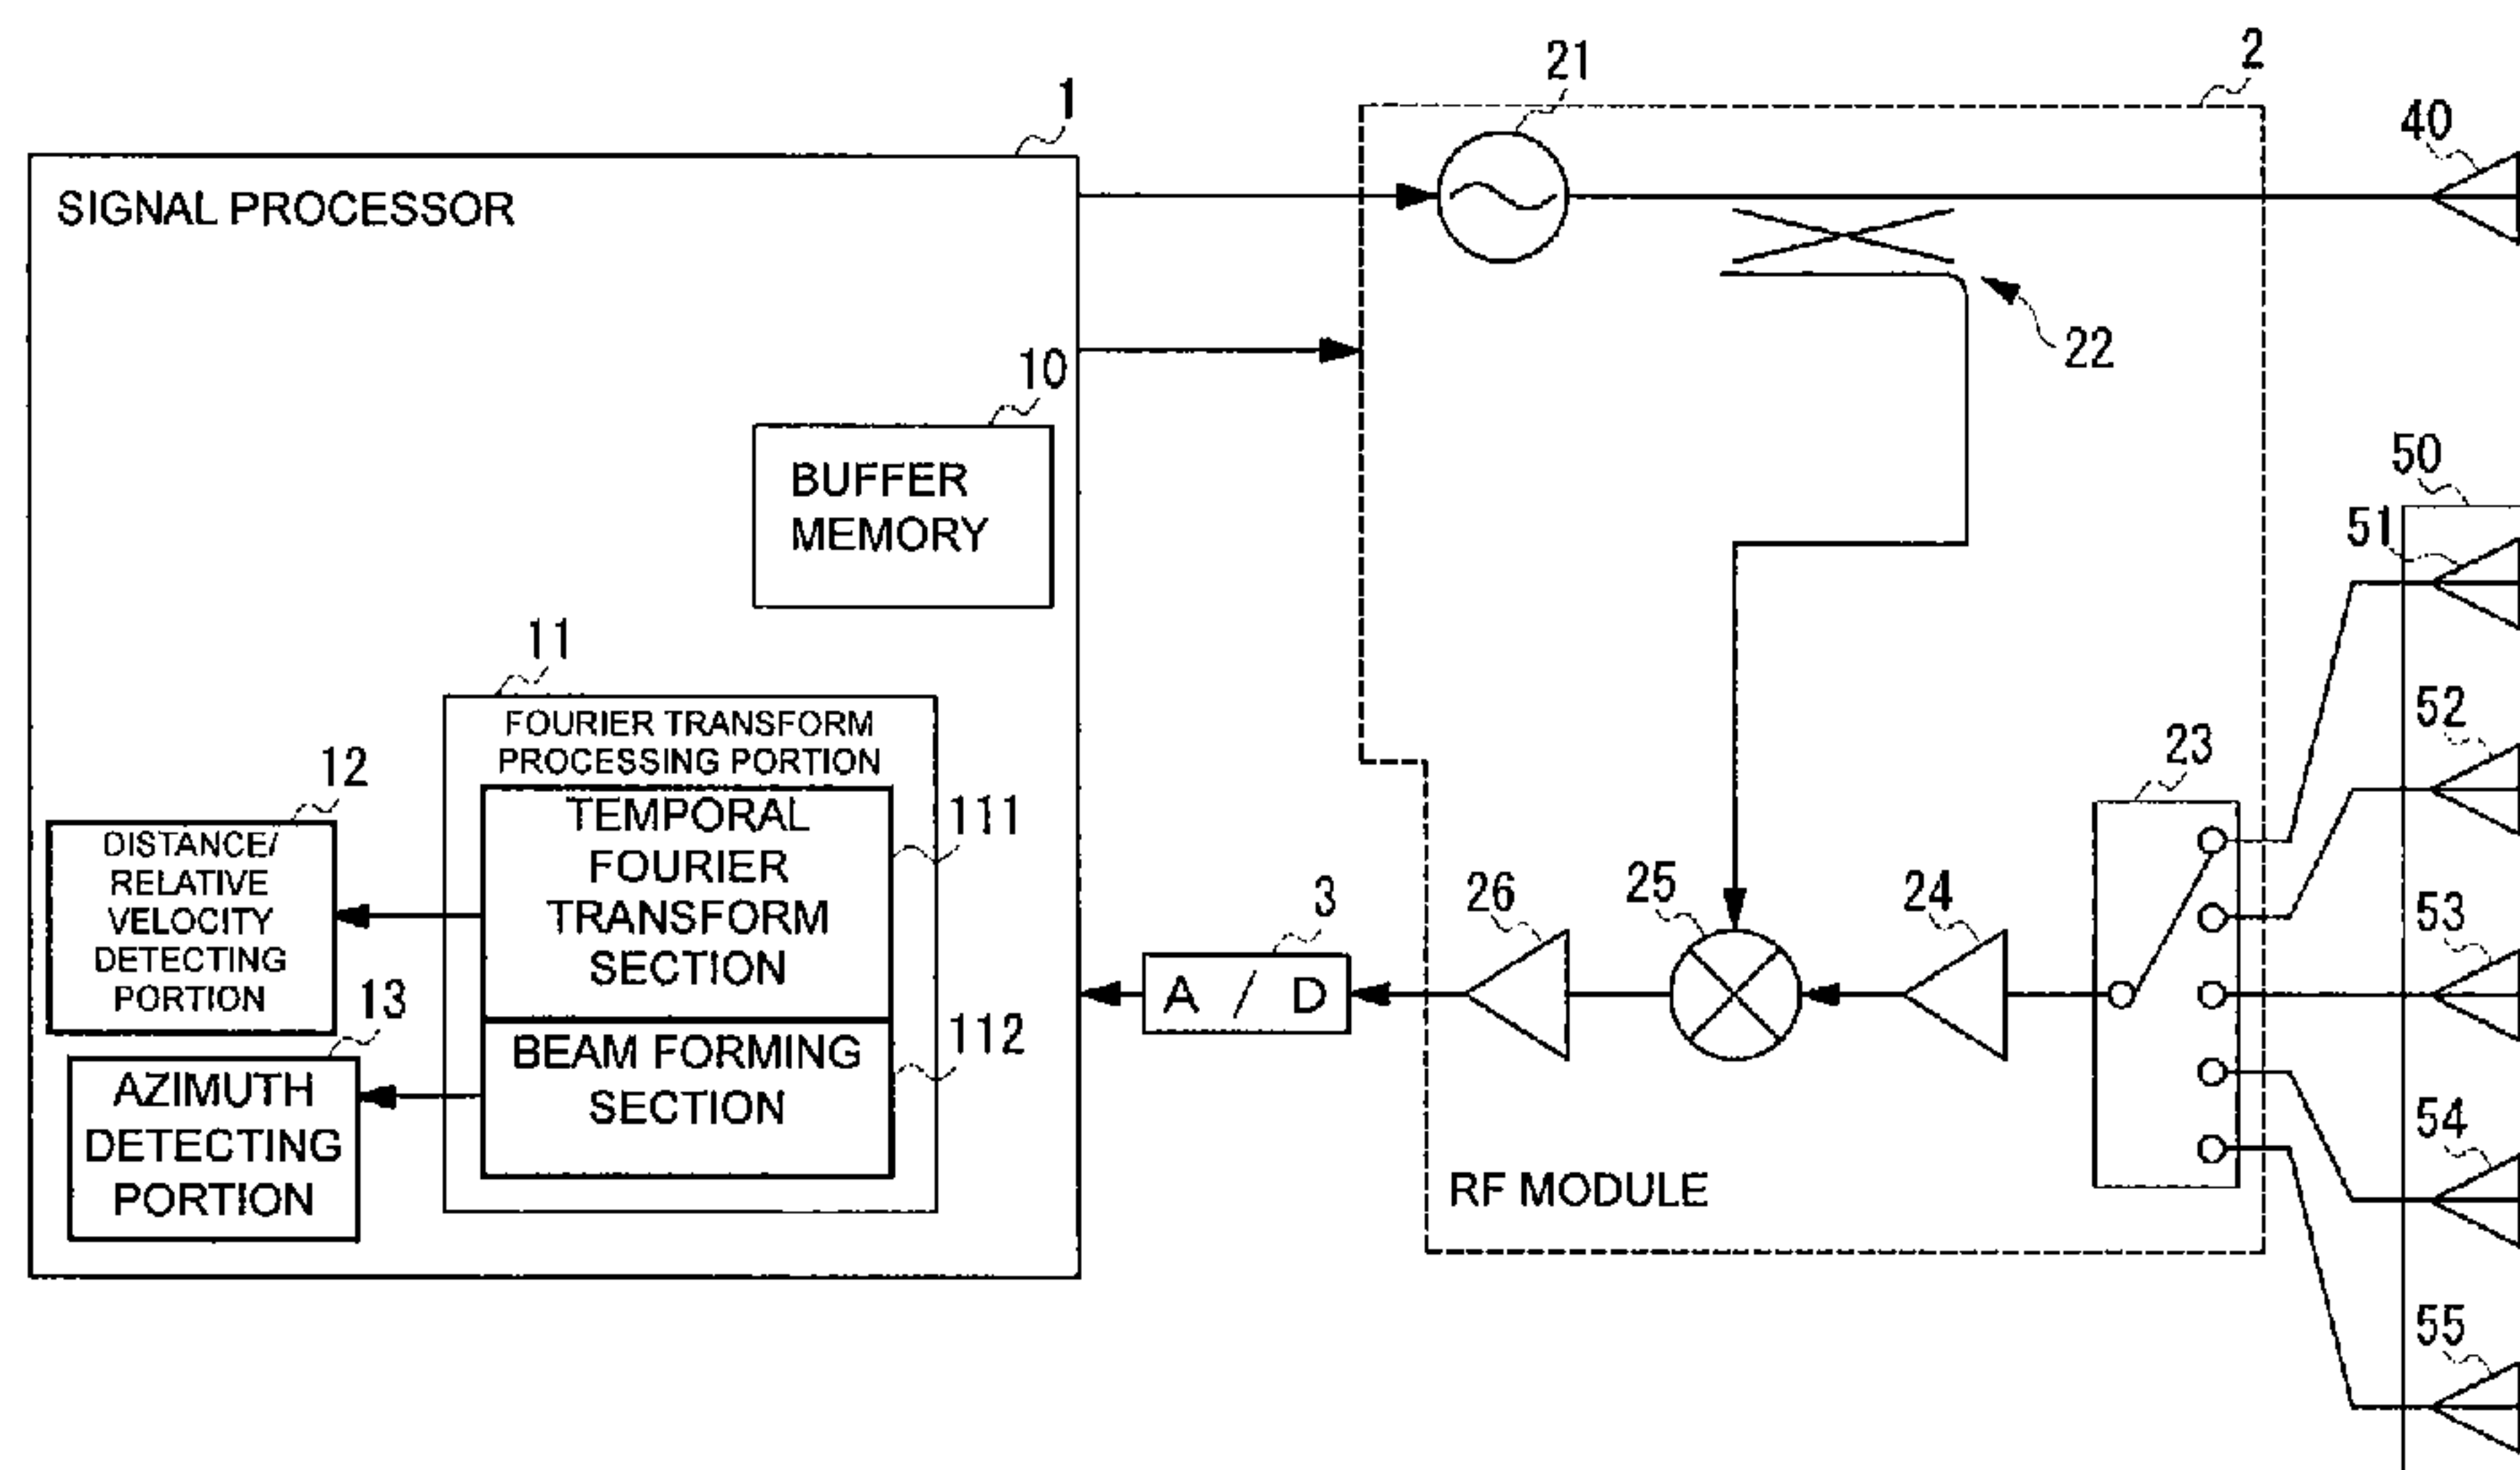 21
2
1
40
SIGNAL PROCESSOR
22
10
BUFFER
MEMORY
50
51
11
FOURIER TRANSFORM
PROCESSING PORTION
52
12
23
TEMPORAL
FOURIER
TRANSFORM
SECTION
111
DISTANCE/
RELATIVE
VELOCITY
DETECTING
PORTION
26
25
24
3
53
A / D
13
BEAM FORMING
SECTION
112
AZIMUTH
DETECTING
PORTION
54
RF MODULE
55